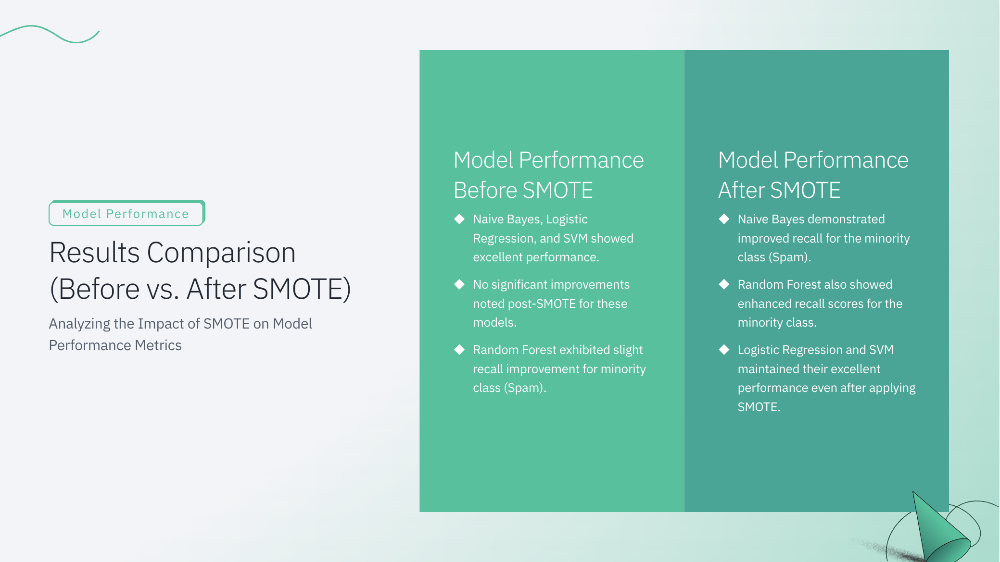 Model Performance
Results Comparison
(Before vs. After SMOTE)
Analyzing the Impact of SMOTE on Model
Performance Metrics
Model Performance
Before SMOTE
Naive Bayes, Logistic
Regression, and SVM showed
excellent performance.
No significant improvements
noted post-SMOTE for these
models.
Random Forest exhibited slight
recall improvement for minority
class (Spam).
Model Performance
After SMOTE
Naive Bayes demonstrated
improved recall for the minority
class (Spam).
Random Forest also showed
enhanced recall scores for the
minority class.
Logistic Regression and SVM
maintained their excellent
performance even after applying
SMOTE.